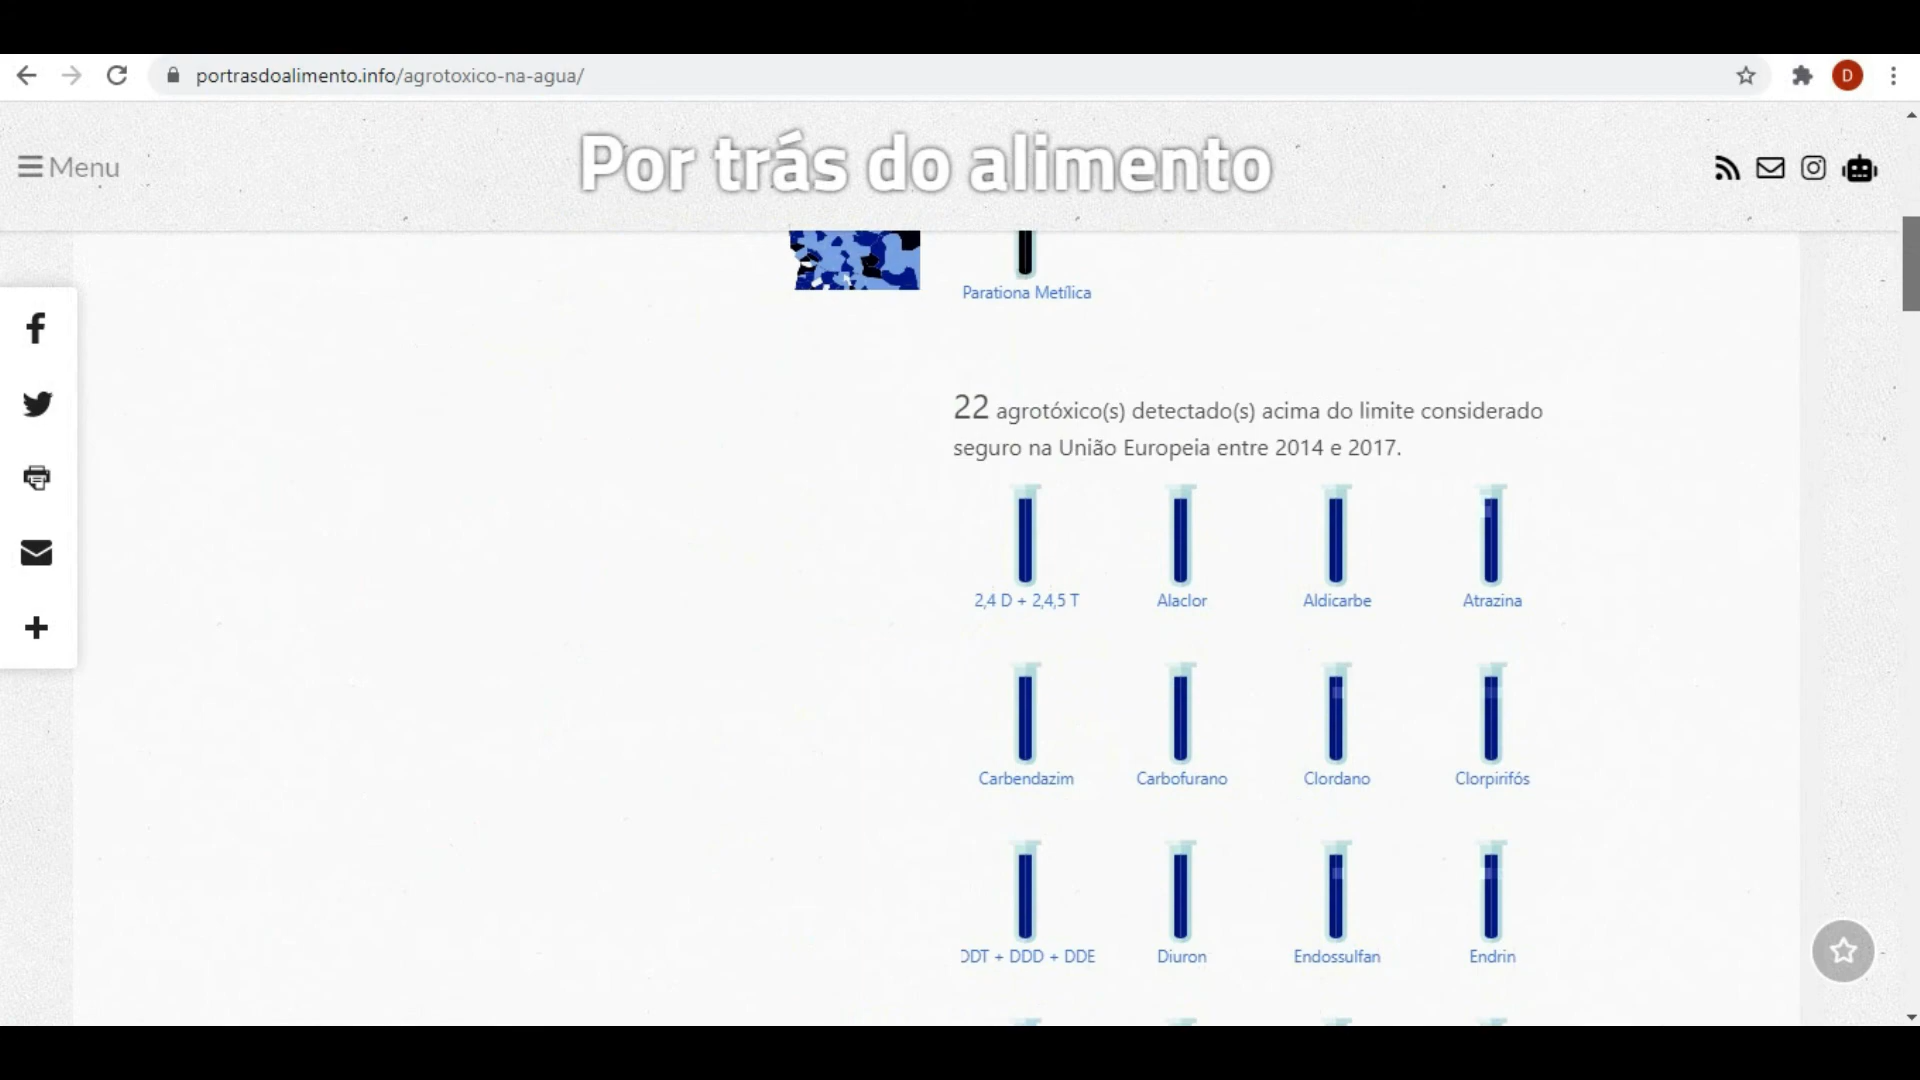 portrasdoalimento.info/agrotoxico-na-agua/
D
Menu
Por trás do alimento
Parationa Metílica
22 agrotóxico(s) detectado(s) acima do limite considerado
seguro na União Europeia entre 2014 e 2017.
2,4 D + 2,4,5 T
Alaclor
Aldicarbe
Atrazina
Carbendazim
Carbofurano
Clordano
Clorpirifós
DDT + DDD + DDE
Diuron
Endossulfan
Endrin